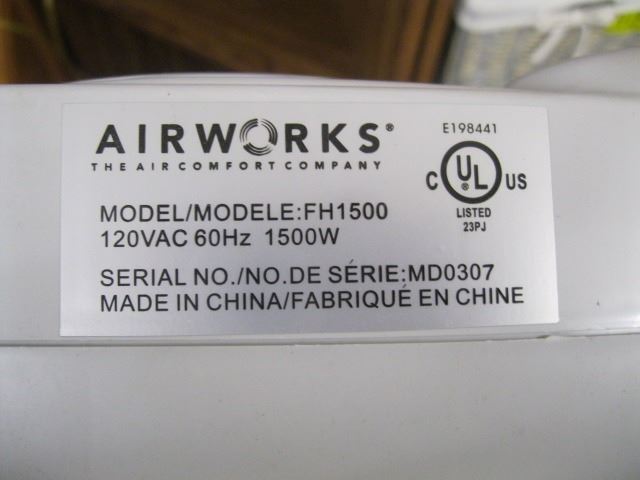 AIRWORKS®
THE AIR COMFORT COMPANY
E198441
C UL US
LISTED
23PJ
MODEL/MODELE:FH1500
120VAC 60Hz 1500W
SERIAL NO./NO.DE SÉRIE:MD0307
MADE IN CHINA/FABRIQUÉ EN CHINE